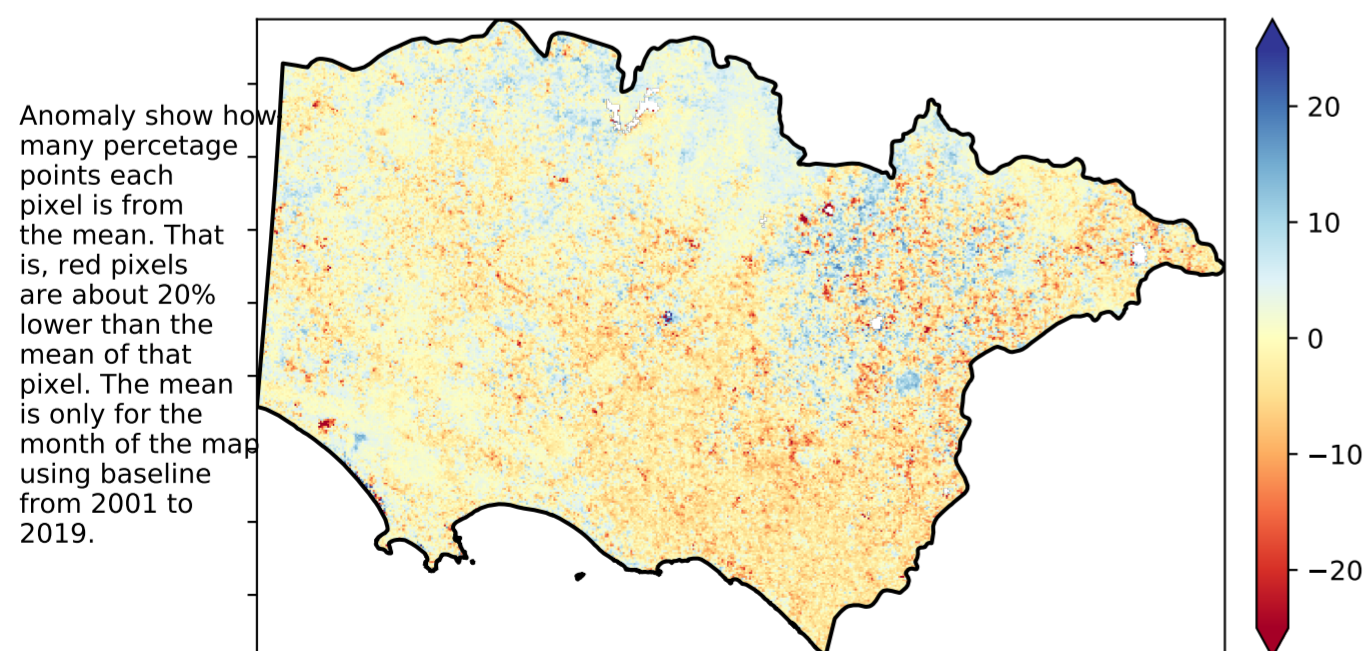 Anomaly show how
many percetage
points each
pixel is from
the mean. That
is, red pixels
are about 20%
lower than the
mean of that
pixel. The mean
is only for the
month of the map
using baseline
from 2001 to
2019.
20
10
0
−10
−20